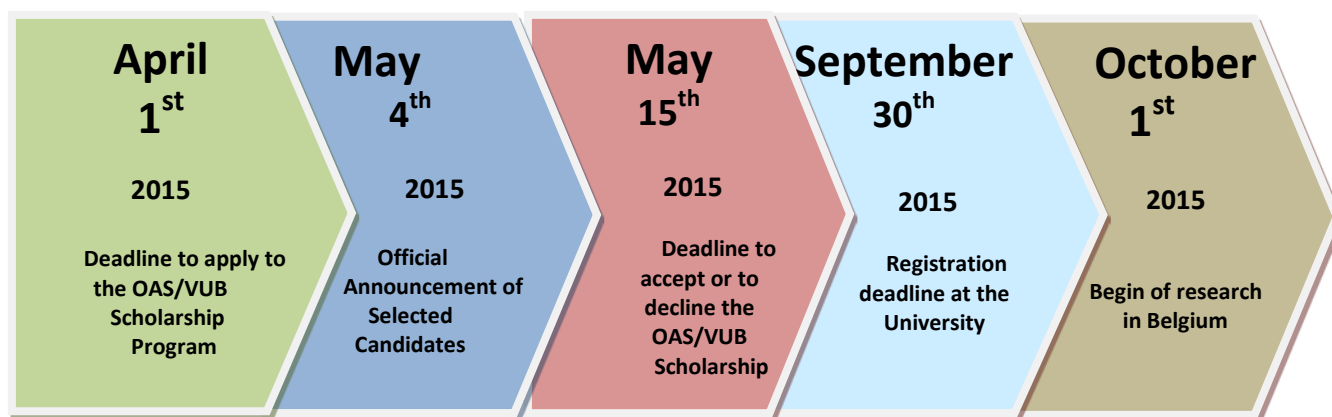 April
1st
2015
Deadline to apply to
the OAS/VUB
Scholarship
Program
May
4th
2015
Official
Announcement of
Selected
Candidates
May
15th
2015
Deadline to
accept or to
decline the
OAS/VUB
Scholarship
September
30th
2015
Registration
deadline at the
University
October
1st
2015
Begin of research
in Belgium